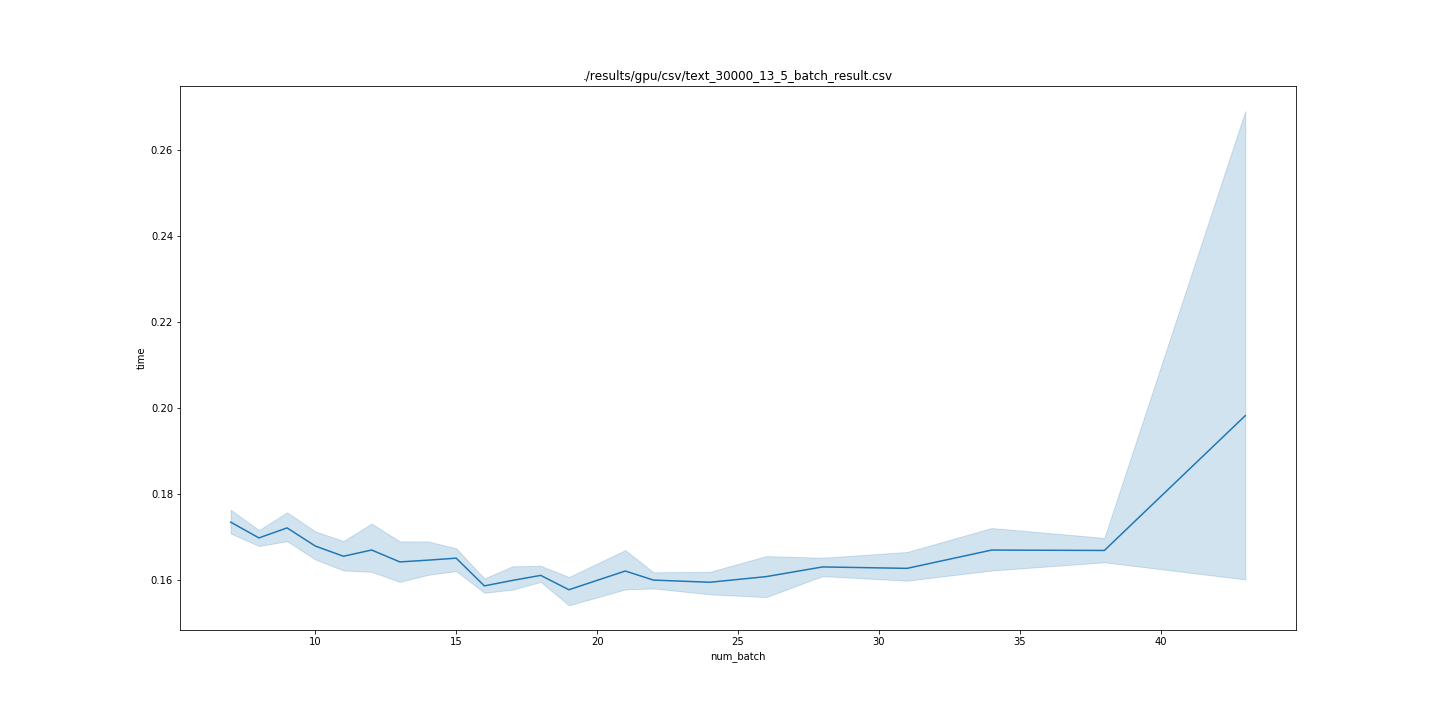 ./results/gpu/csv/text_30000_13_5_batch_result.csv
0.26
0.24
0.22
0.20
0.18
0.16
time
10 15 20 25 30 35 40
num_batch